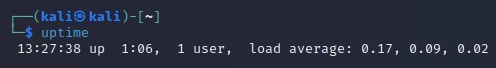 ┌──(kali㉿kali)-[~]
└─$ uptime
 13:27:38 up  1:06,  1 user,  load average: 0.17, 0.09, 0.02